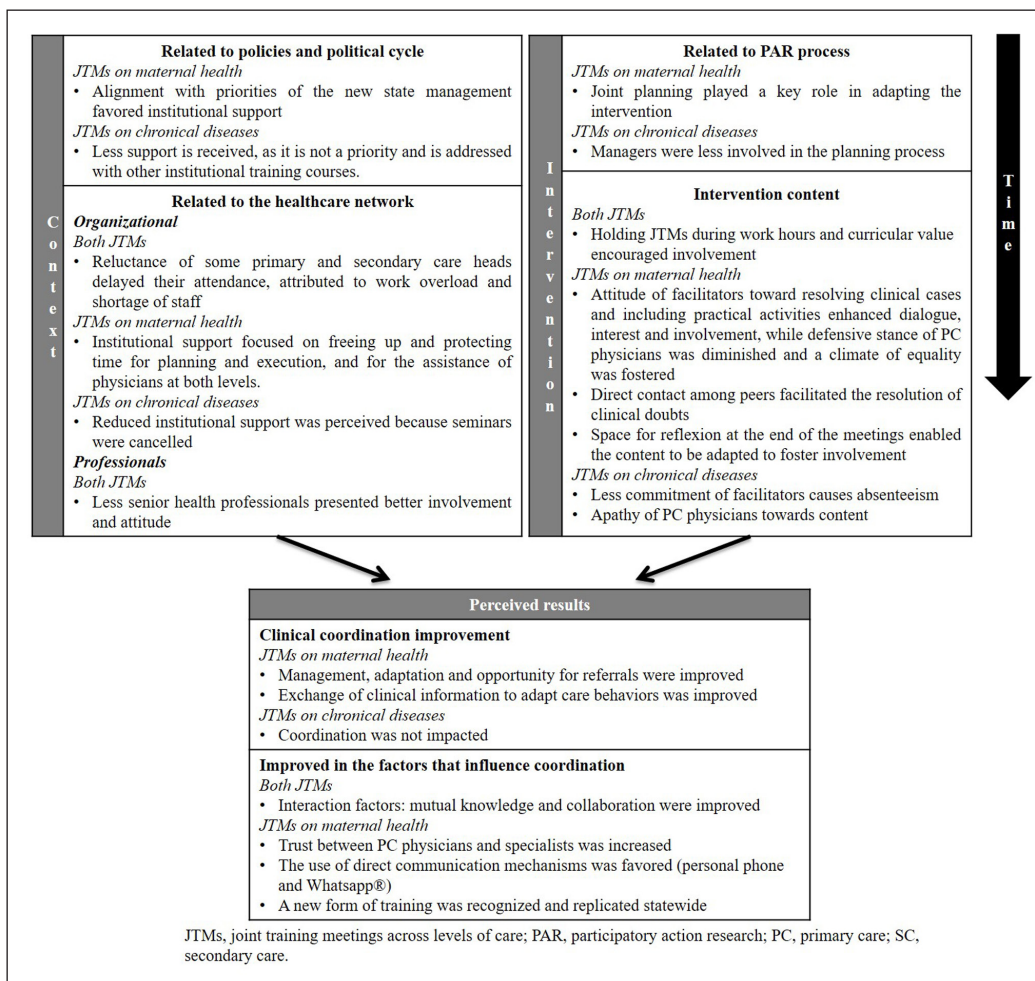 Context
Related to policies and political cycle
JTMs on maternal health
• Alignment with priorities of the new state management
favored institutional support
JTMs on chronical diseases
• Less support is received, as it is not a priority and is addressed
with other institutional training courses.
Related to the healthcare network
Organizational
Both JTMs
• Reluctance of some primary and secondary care heads
delayed their attendance, attributed to work overload and
shortage of staff
JTMs on maternal health
• Institutional support focused on freeing up and protecting
time for planning and execution, and for the assistance of
physicians at both levels.
JTMs on chronical diseases
• Reduced institutional support was perceived because seminars
were cancelled
Professionals
Both JTMs
• Less senior health professionals presented better involvement
and attitude
Intervention
Related to PAR process
JTMs on maternal health
• Joint planning played a key role in adapting the
intervention
JTMs on chronical diseases
• Managers were less involved in the planning process
Intervention content
Both JTMs
• Holding JTMs during work hours and curricular value
encouraged involvement
JTMs on maternal health
• Attitude of facilitators toward resolving clinical cases
and including practical activities enhanced dialogue,
interest and involvement, while defensive stance of PC
physicians was diminished and a climate of equality
was fostered
• Direct contact among peers facilitated the resolution of
clinical doubts
• Space for reflexion at the end of the meetings enabled
the content to be adapted to foster involvement
JTMs on chronical diseases
• Less commitment of facilitators causes absenteeism
• Apathy of PC physicians towards content
Time
Perceived results
Clinical coordination improvement
JTMs on maternal health
• Management, adaptation and opportunity for referrals were improved
• Exchange of clinical information to adapt care behaviors was improved
JTMs on chronical diseases
• Coordination was not impacted
Improved in the factors that influence coordination
Both JTMs
• Interaction factors: mutual knowledge and collaboration were improved
JTMs on maternal health
• Trust between PC physicians and specialists was increased
• The use of direct communication mechanisms was favored (personal phone
and Whatsapp®)
• A new form of training was recognized and replicated statewide
JTMs, joint training meetings across levels of care; PAR, participatory action research; PC, primary care; SC,
secondary care.